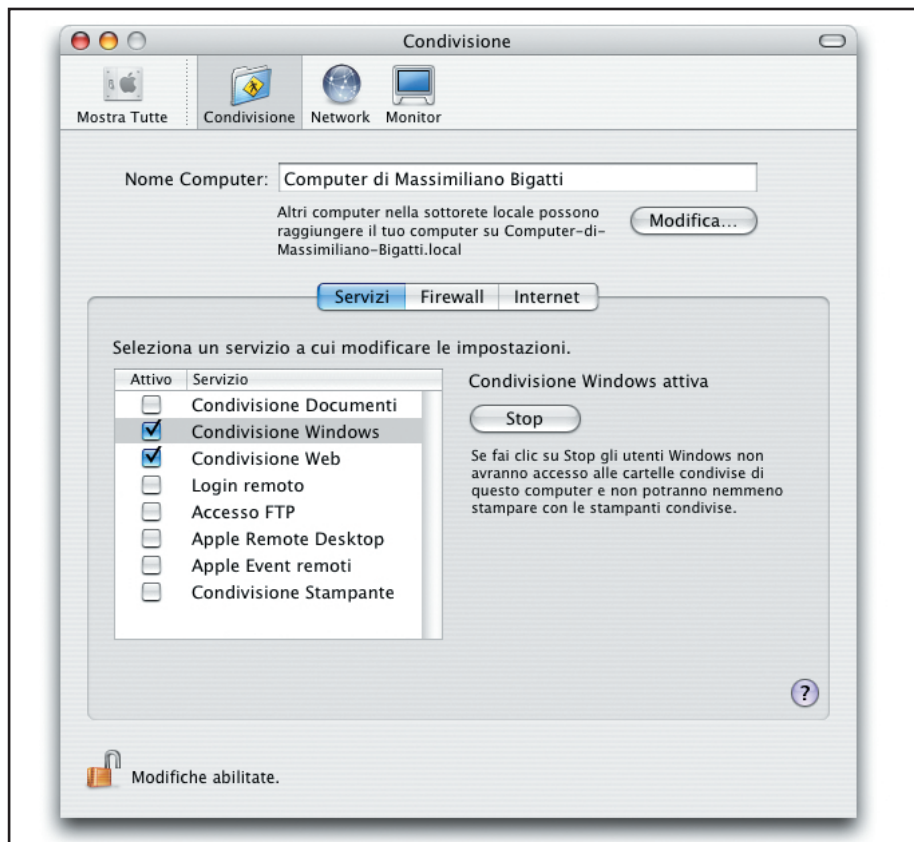 Condivisione
Mostra Tutte
Condivisione
Network
Monitor
Nome Computer: Computer di Massimiliano Bigatti
Altri computer nella sottorete locale possono
raggiungere il tuo computer su Computer-di-
Massimiliano-Bigatti.local
Modifica...
Servizi
Firewall
Internet
Seleziona un servizio a cui modificare le impostazioni.
Attivo Servizio
Condivisione Documenti
Condivisione Windows
Condivisione Web
Login remoto
Accesso FTP
Apple Remote Desktop
Apple Event remoti
Condivisione Stampante
Condivisione Windows attiva
Stop
Se fai clic su Stop gli utenti Windows non
avranno accesso alle cartelle condivise di
questo computer e non potranno nemmeno
stampare con le stampanti condivise.
?
Modifiche abilitate.